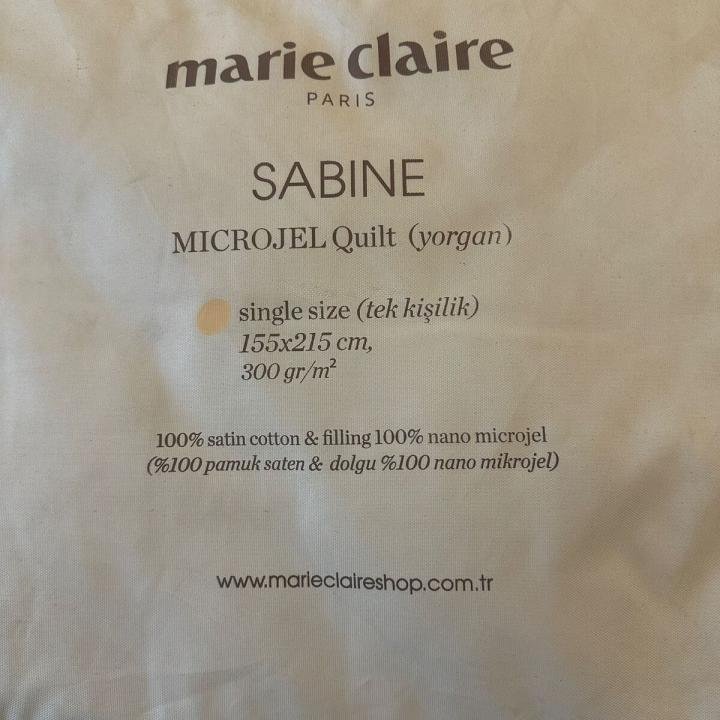 marie claire
PARIS
SABINE
MICROJEL Quilt (yorgan)
single size (tek kişilik)
155x215 cm,
300 gr/m²
100% satin cotton & filling 100% nano microjel
(%100 pamuk saten & dolgu %100 nano mikrojel)
www.marieclaireshop.com.tr